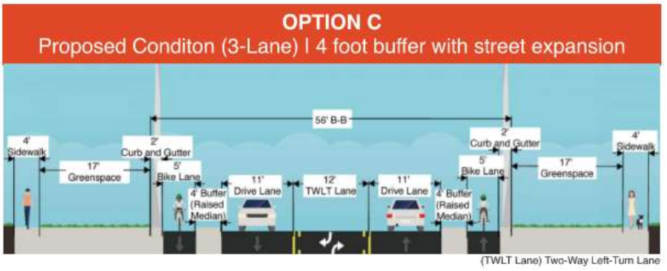 OPTION C
Proposed Conditon (3-Lane) | 4 foot buffer with street expansion
56' B-B
4'
Sidewalk
17'
Greenspace
2'
Curb and Gutter
5'
Bike Lane
4' Buffer
(Raised
Median)
11'
Drive Lane
12'
TWLT Lane
11'
Drive Lane
4' Buffer
(Raised
Median)
5'
Bike Lane
2'
Curb and Gutter
17'
Greenspace
4'
Sidewalk
(TWLT Lane) Two-Way Left-Turn Lane